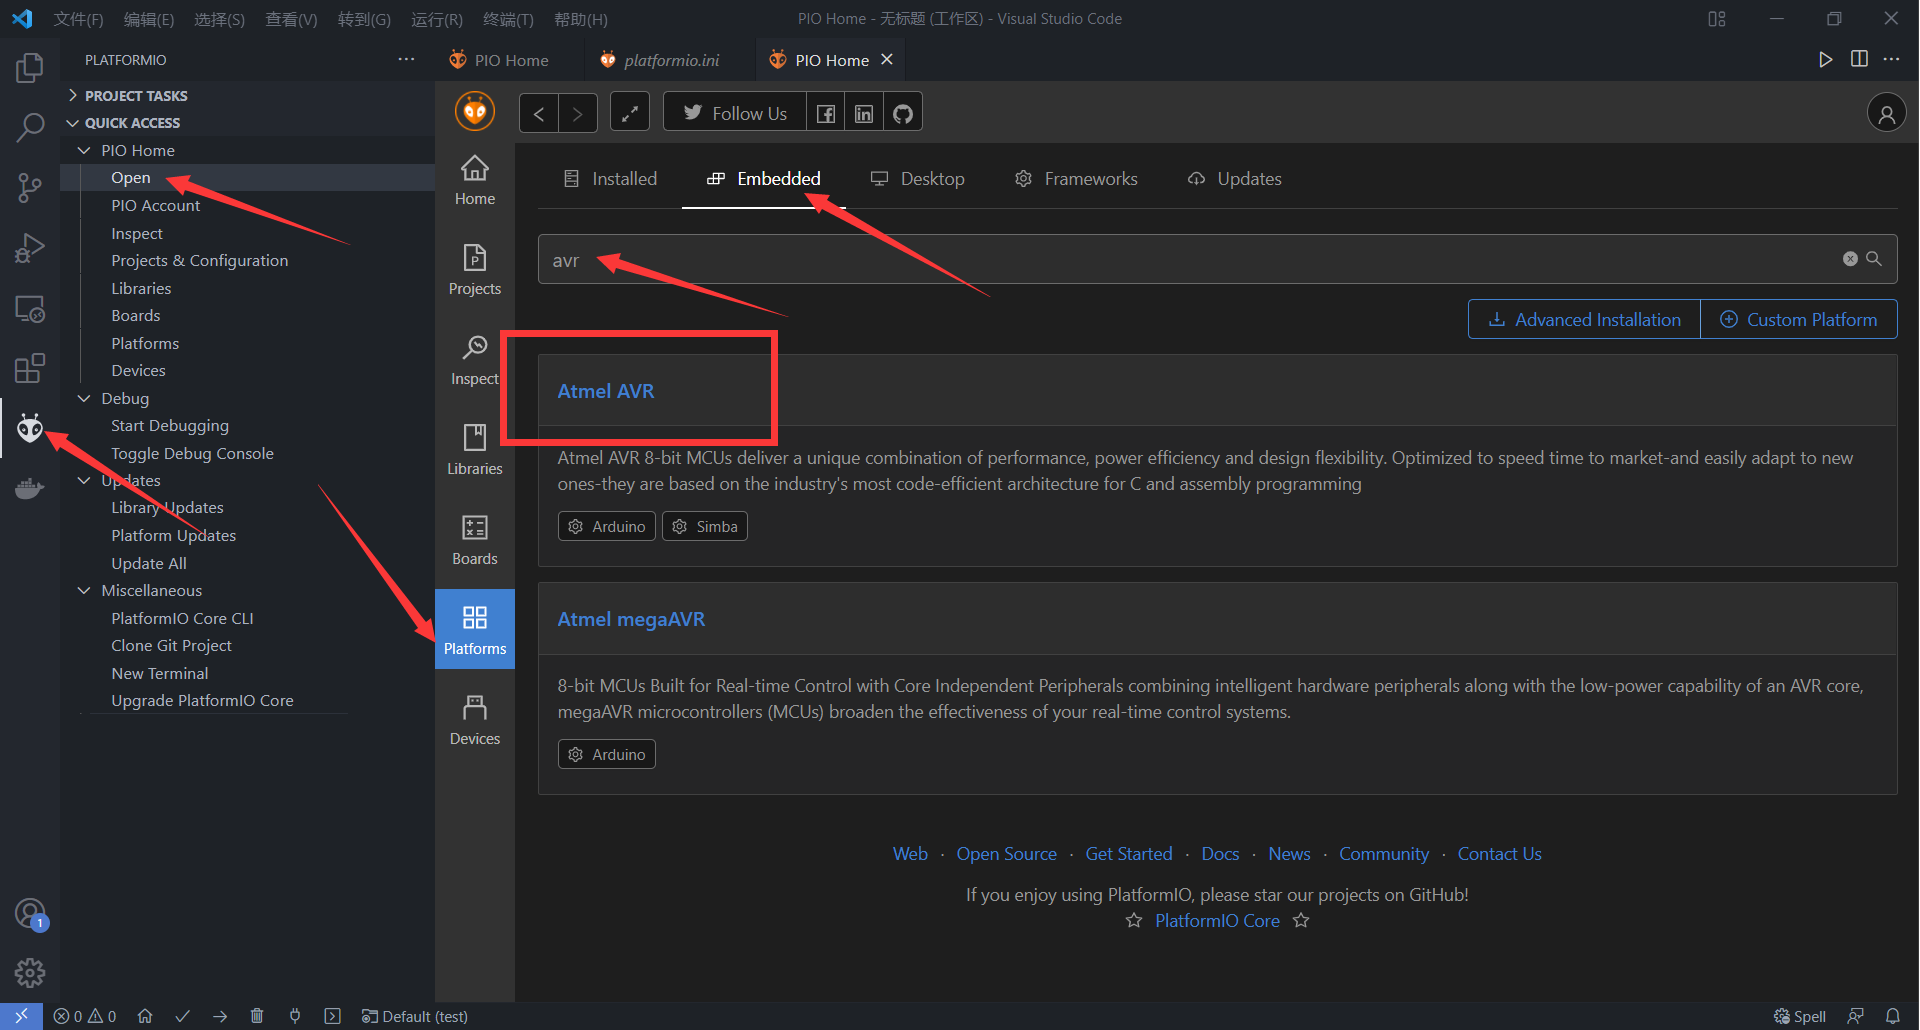 文件(F) 编辑(E) 选择(S) 查看(V) 转到(G) 运行(R) 终端(T) 帮助(H) PIO Home - 无标题 (工作区) - Visual Studio Code
PLATFORMIO
PROJECT TASKS
QUICK ACCESS
PIO Home
Open
PIO Account
Inspect
Projects & Configuration
Libraries
Boards
Platforms
Devices
Debug
Start Debugging
Toggle Debug Console
Updates
Library Updates
Platform Updates
Update All
Miscellaneous
PlatformIO Core CLI
Clone Git Project
New Terminal
Upgrade PlatformIO Core
PIO Home platformio.ini PIO Home
Follow Us
Home
Projects
Inspect
Libraries
Boards
Platforms
Devices
Installed Embedded Desktop Frameworks Updates
avr
Advanced Installation Custom Platform
Atmel AVR
Atmel AVR 8-bit MCUs deliver a unique combination of performance, power efficiency and design flexibility. Optimized to speed time to market-and easily adapt to new
ones-they are based on the industry's most code-efficient architecture for C and assembly programming
Arduino Simba
Atmel megaAVR
8-bit MCUs Built for Real-time Control with Core Independent Peripherals combining intelligent hardware peripherals along with the low-power capability of an AVR core,
megaAVR microcontrollers (MCUs) broaden the effectiveness of your real-time control systems.
Arduino
Web · Open Source · Get Started · Docs · News · Community · Contact Us
If you enjoy using PlatformIO, please star our projects on GitHub!
PlatformIO Core
1
0 0 Default (test) Spell